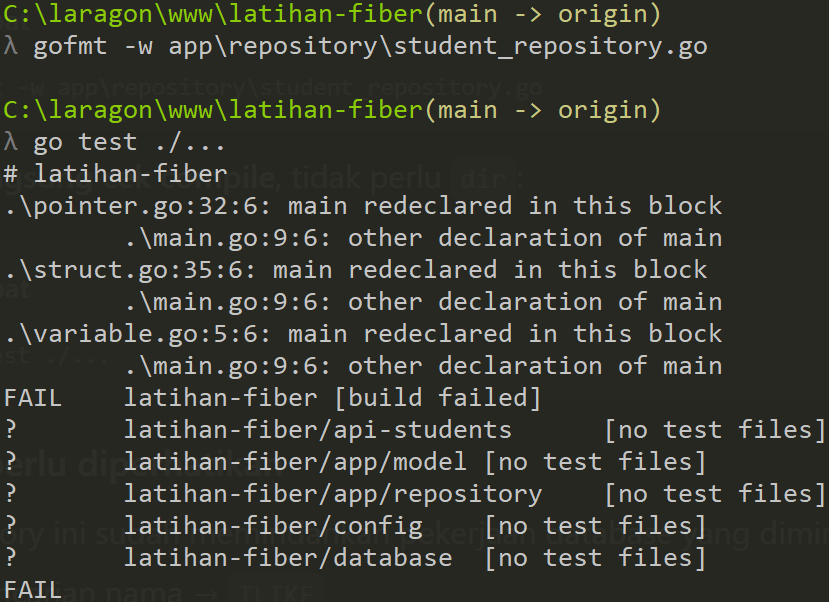 C:\laragon\www\latihan-fiber(main -> origin)
λ gofmt -w app\repository\student_repository.go
C:\laragon\www\latihan-fiber(main -> origin)
λ go test ./...
# latihan-fiber
.\pointer.go:32:6: main redeclared in this block
        .\main.go:9:6: other declaration of main
.\struct.go:35:6: main redeclared in this block
        .\main.go:9:6: other declaration of main
.\variable.go:5:6: main redeclared in this block
        .\main.go:9:6: other declaration of main
FAIL    latihan-fiber [build failed]
?       latihan-fiber/api-students      [no test files]
?       latihan-fiber/app/model [no test files]
?       latihan-fiber/app/repository    [no test files]
?       latihan-fiber/config    [no test files]
?       latihan-fiber/database  [no test files]
FAIL